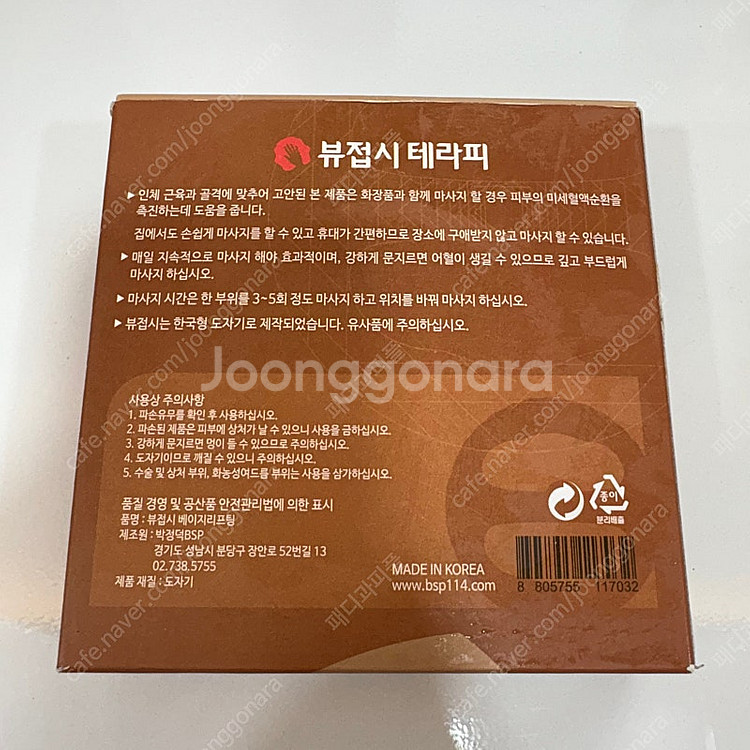 뷰접시 테라피
▶ 인체 근육과 골격에 맞추어 고안된 본 제품은 화장품과 함께 마사지 할 경우 피부의 미세혈액순환을
촉진하는데 도움을 줍니다.
집에서도 손쉽게 마사지를 할 수 있고 휴대가 간편하므로 장소에 구애받지 않고 마사지 할 수 있습니다.
▶ 매일 지속적으로 마사지 해야 효과적이며, 강하게 문지르면 어혈이 생길 수 있으므로 깊고 부드럽게
마사지 하십시오.
▶ 마사지 시간은 한 부위를 3~5회 정도 마사지 하고 위치를 바꿔 마사지 하십시오.
▶ 뷰접시는 한국형 도자기로 제작되었습니다. 유사품에 주의하십시오.
Joonggonara
사용상 주의사항
1. 파손유무를 확인 후 사용하십시오.
2. 파손된 제품은 피부에 상처가 날 수 있으니 사용을 금하십시오.
3. 강하게 문지르면 멍이 들 수 있으므로 주의하십시오.
4. 도자기이므로 깨질 수 있으니 주의하십시오.
5. 수술 및 상처 부위, 화농성여드름 부위는 사용을 삼가하십시오.
품질 경영 및 공산품 안전관리법에 의한 표시
품명 : 뷰접시 베이지리프팅
제조원 : 박정덕BSP
경기도 성남시 분당구 장안로 52번길 13
02.738.5755
제품 재질 : 도자기
종이
분리배출
MADE IN KOREA
www.bsp114.com
8 805755 117032
cafe.naver.com/joonggonara
패디과피플